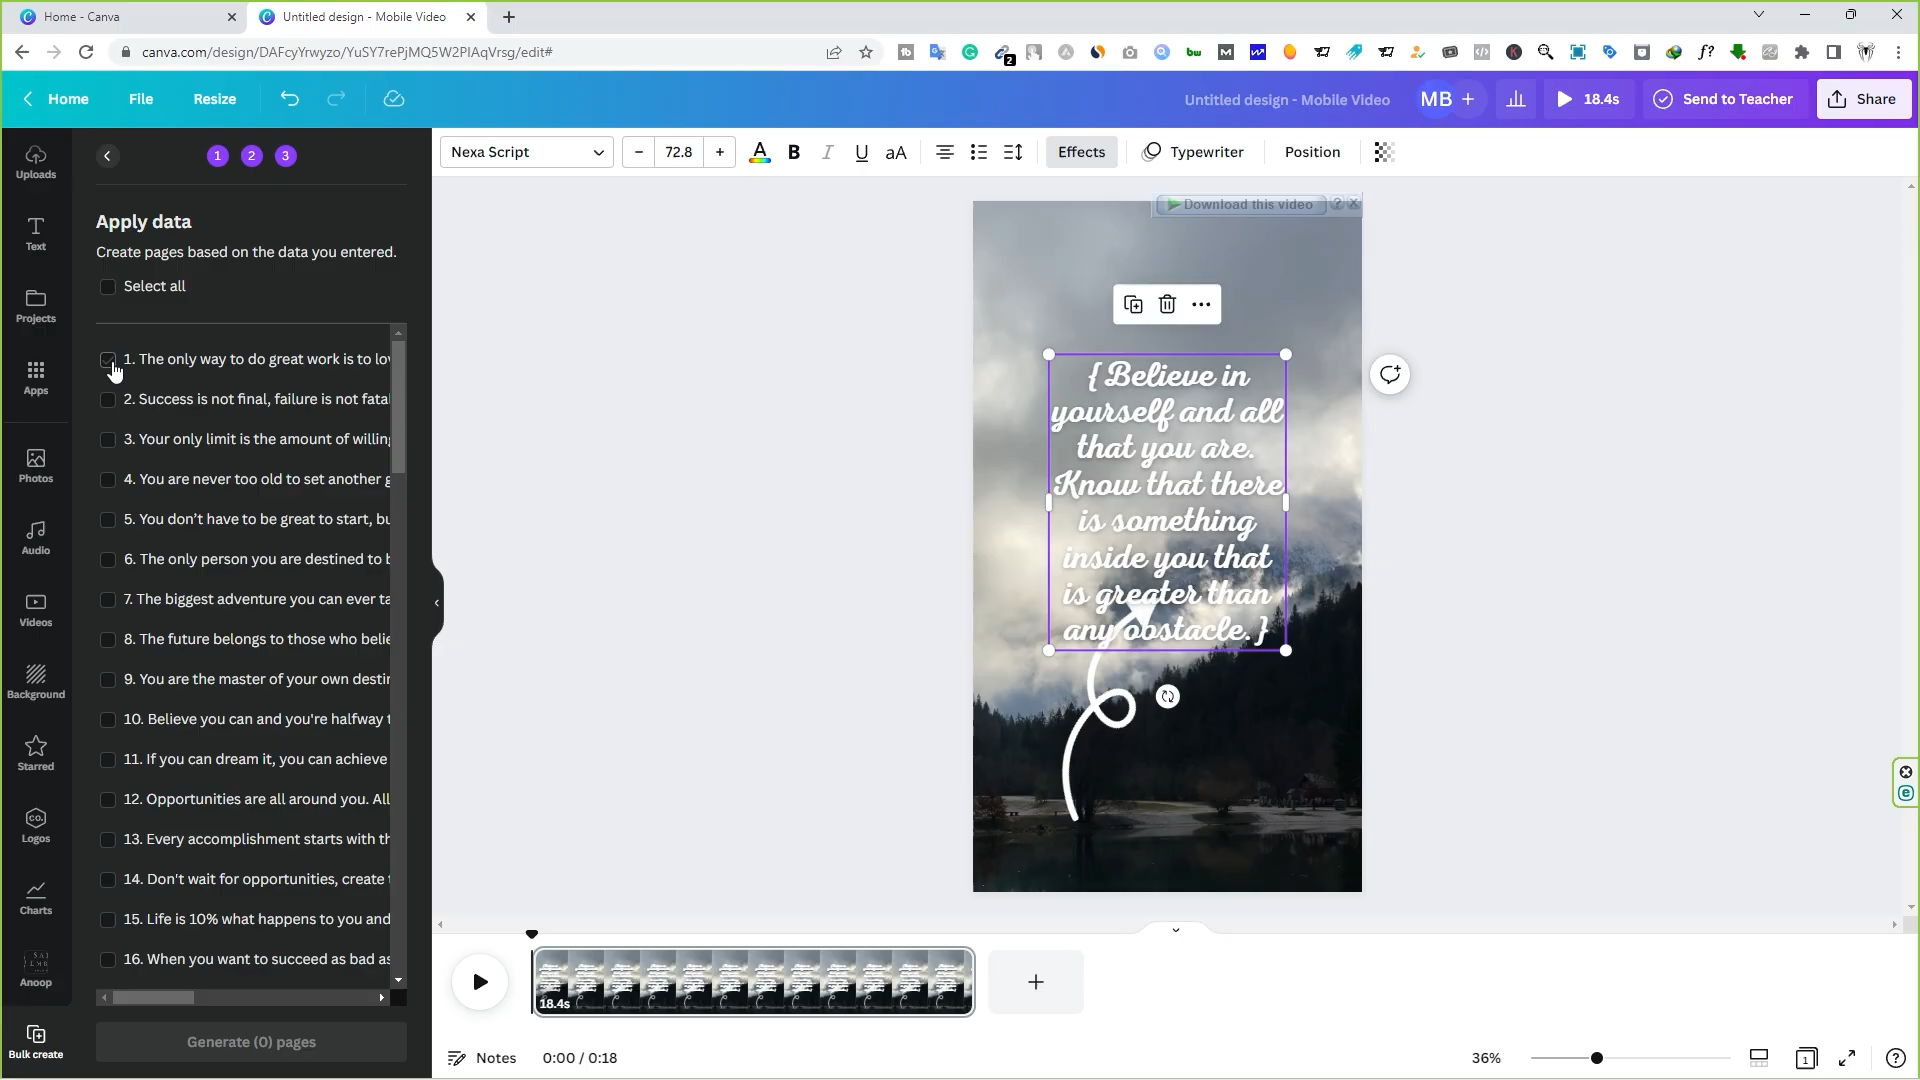 Home - Canva
Untitled design - Mobile Video
canva.com/design/DAFcyYrwyzo/YuSY7rePjMQ5W2PIAqVrsg/edit#
2
bw
M
K
f?
Home
File
Resize
Untitled design - Mobile Video
MB
18.4s
Send to Teacher
Share
Nexa Script
72.8
A
B
I
U
aA
Effects
Typewriter
Position
Uploads
Text
Projects
Apps
Photos
Audio
Videos
Background
Starred
co.
Logos
Charts
Anoop
Bulk create
1
2
3
Apply data
Create pages based on the data you entered.
Select all
1. The only way to do great work is to lov
2. Success is not final, failure is not fatal
3. Your only limit is the amount of willing
4. You are never too old to set another g
5. You don't have to be great to start, bu
6. The only person you are destined to b
7. The biggest adventure you can ever ta
8. The future belongs to those who belie
9. You are the master of your own destin
10. Believe you can and you're halfway t
11. If you can dream it, you can achieve
12. Opportunities are all around you. All
13. Every accomplishment starts with th
14. Don't wait for opportunities, create t
15. Life is 10% what happens to you and
16. When you want to succeed as bad as
Generate (0) pages
Download this video
{ Believe in
yourself and all
that you are.
Know that there
is something
inside you that
is greater than
any obstacle. }
18.4s
Notes
0:00 / 0:18
36%
1